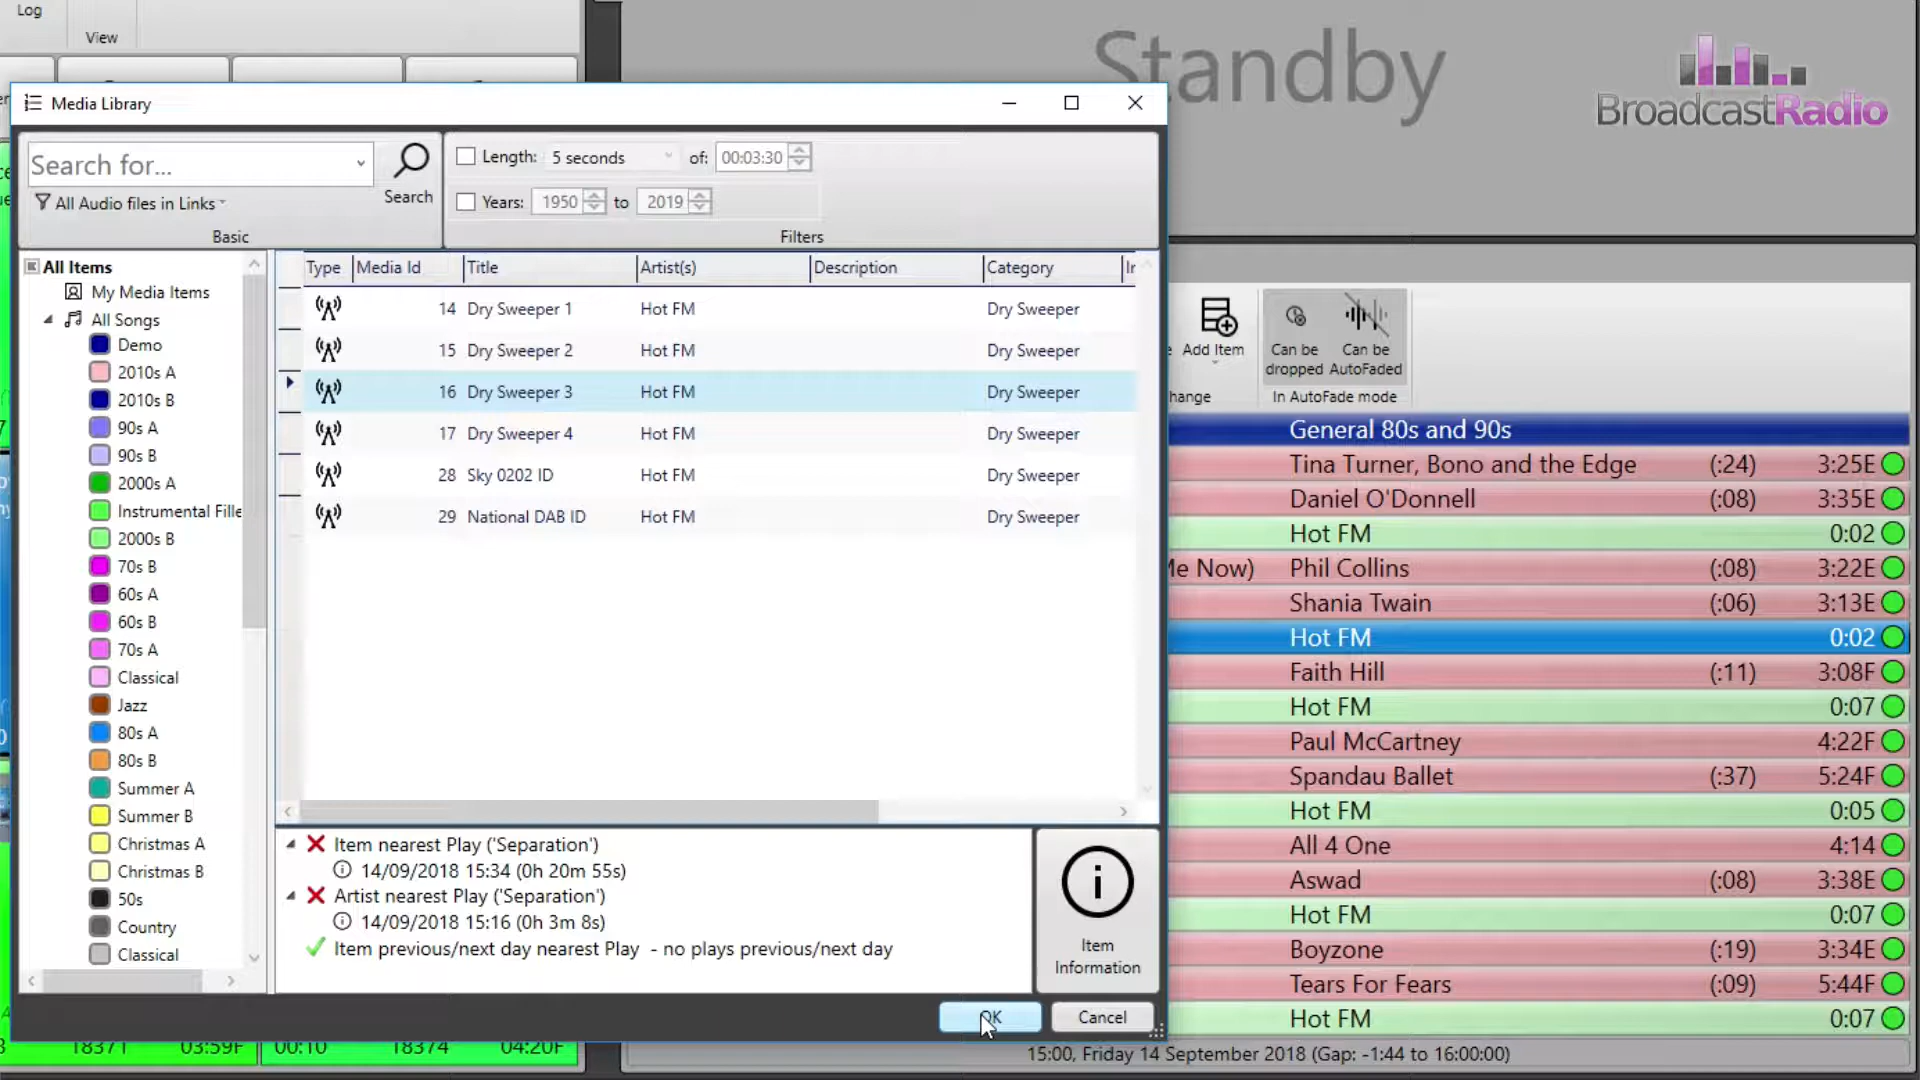 Log
View
Standby
BroadcastRadio
Media Library
Search for...
Search
All Audio files in Links
Basic
Length: 5 seconds of: 00:03:30
Years: 1950 to 2019
Filters
All Items
My Media Items
All Songs
Demo
2010s A
2010s B
90s A
90s B
2000s A
Instrumental Fille
2000s B
70s B
60s A
60s B
70s A
Classical
Jazz
80s A
80s B
Summer A
Summer B
Christmas A
Christmas B
50s
Country
Classical
Type Media Id Title Artist(s) Description Category
14 Dry Sweeper 1 Hot FM Dry Sweeper
15 Dry Sweeper 2 Hot FM Dry Sweeper
16 Dry Sweeper 3 Hot FM Dry Sweeper
17 Dry Sweeper 4 Hot FM Dry Sweeper
28 Sky 0202 ID Hot FM Dry Sweeper
29 National DAB ID Hot FM Dry Sweeper
Item nearest Play ('Separation')
14/09/2018 15:34 (0h 20m 55s)
Artist nearest Play ('Separation')
14/09/2018 15:16 (0h 3m 8s)
Item previous/next day nearest Play - no plays previous/next day
Item
Information
OK Cancel
Add Item
Can be
dropped
Can be
AutoFaded
hange
In AutoFade mode
General 80s and 90s
Tina Turner, Bono and the Edge (:24) 3:25E
Daniel O'Donnell (:08) 3:35E
Hot FM 0:02
Me Now) Phil Collins (:08) 3:22E
Shania Twain (:06) 3:13E
Hot FM 0:02
Faith Hill (:11) 3:08F
Hot FM 0:07
Paul McCartney 4:22F
Spandau Ballet (:37) 5:24F
Hot FM 0:05
All 4 One 4:14
Aswad (:08) 3:38E
Hot FM 0:07
Boyzone (:19) 3:34E
Tears For Fears (:09) 5:44F
Hot FM 0:07
18371 03:59F 00:10 18374 04:20F
15:00, Friday 14 September 2018 (Gap: -1:44 to 16:00:00)